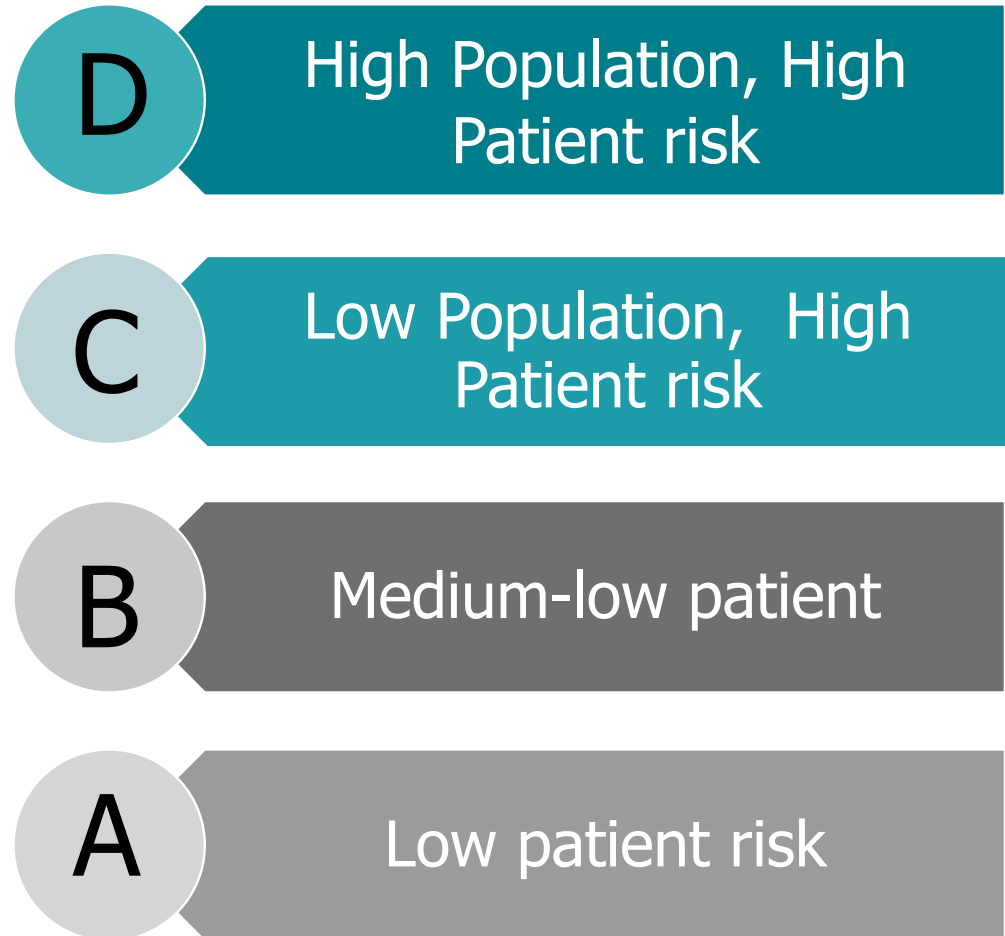 D
High Population, High
Patient risk
C
Low Population,  High
Patient risk
B
Medium-low patient
A
Low patient risk